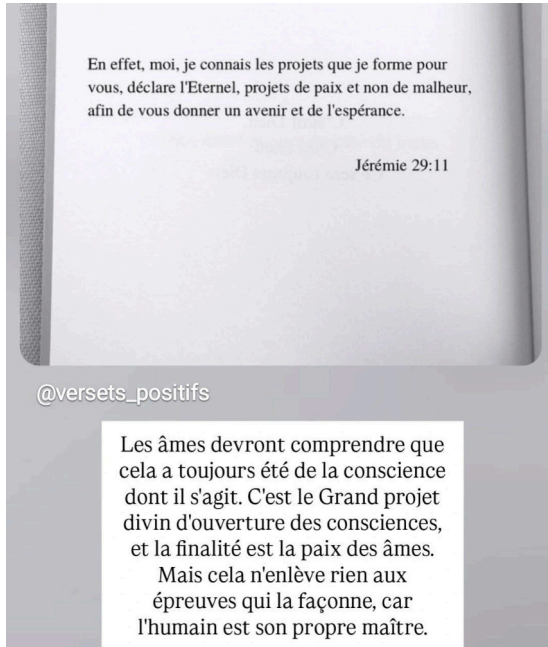 En effet, moi, je connais les projets que je forme pour
vous, déclare l'Eternel, projets de paix et non de malheur,
afin de vous donner un avenir et de l'espérance.
Jérémie 29:11
@versets_positifs
Les âmes devront comprendre que
cela a toujours été de la conscience
dont il s'agit. C'est le Grand projet
divin d'ouverture des consciences,
et la finalité est la paix des âmes.
Mais cela n'enlève rien aux
épreuves qui la façonne, car
l'humain est son propre maître.